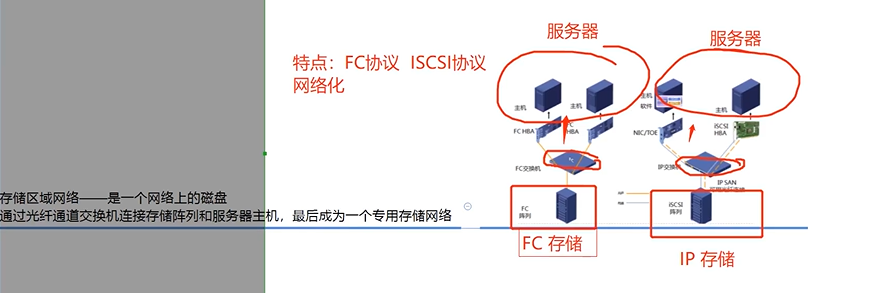 服务器
服务器
特点：FC协议 ISCSI协议
网络化
主机
主机
主机
主机
软件
FC HBA
HBA
NIC/TOE
iSCSI
HBA
FC交换机
IP交换机
IP SAN
存储区域网络——是一个网络上的磁盘
通过光纤通道交换机连接存储阵列和服务器主机，最后成为一个专用存储网络
FC
阵列
iSCSI
阵列
FC 存储
IP 存储